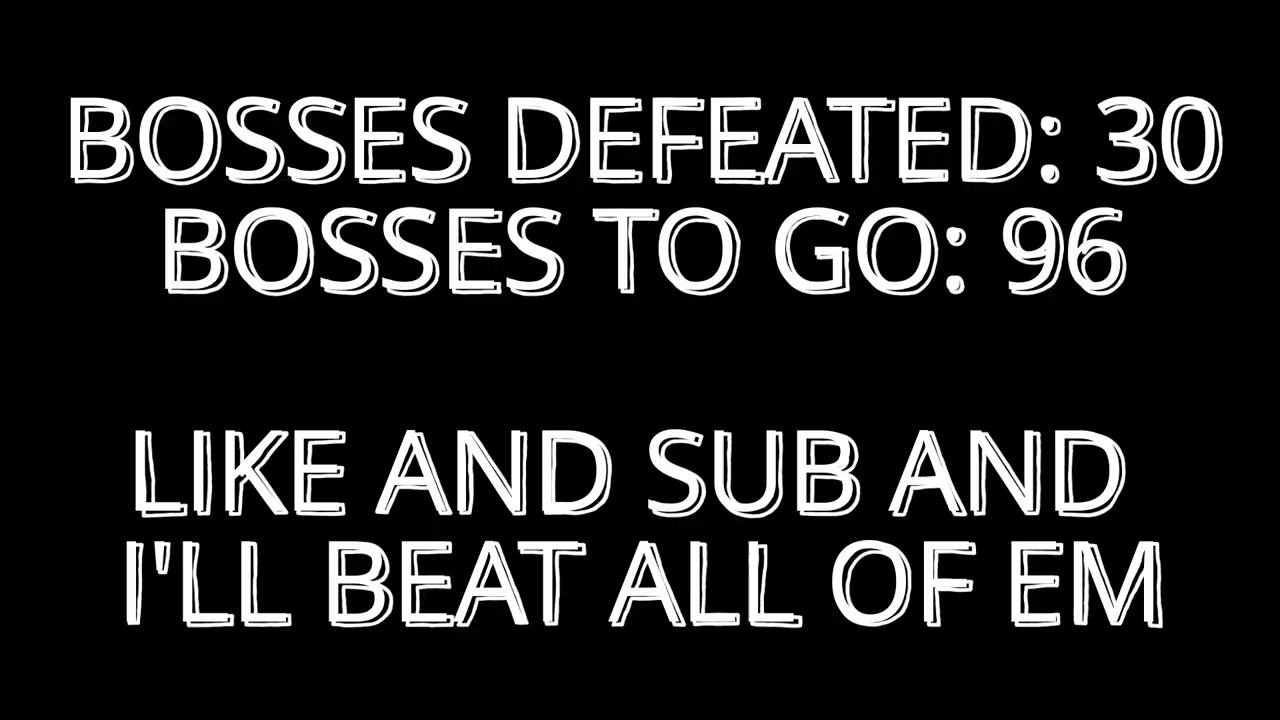 BOSSES DEFEATED: 30
BOSSES TO GO: 96
LIKE AND SUB AND
I'LL BEAT ALL OF EM